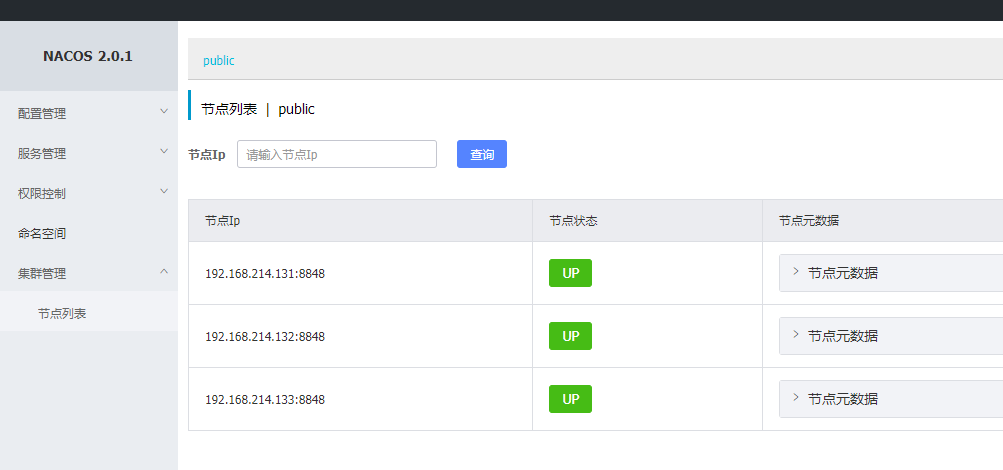 NACOS 2.0.1
配置管理
服务管理
权限控制
命名空间
集群管理
节点列表
public
节点列表 | public
节点Ip 请输入节点Ip 查询
节点Ip 节点状态 节点元数据
192.168.214.131:8848 UP 节点元数据
192.168.214.132:8848 UP 节点元数据
192.168.214.133:8848 UP 节点元数据